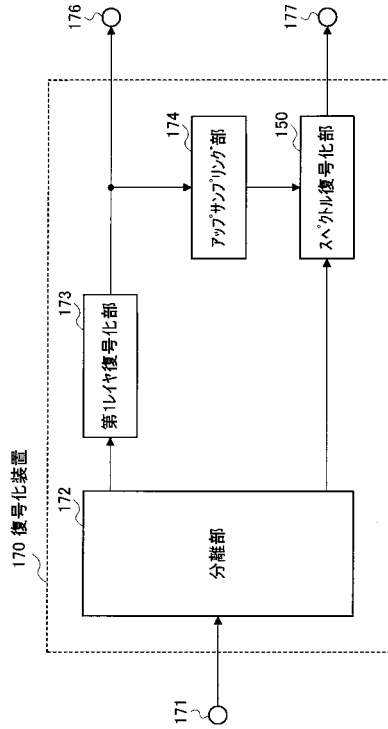 170 復号化装置
171
172
分離部
173
第1レイヤ復号化部
174
アップサンプリング部
150
スペクトル復号化部
176
177